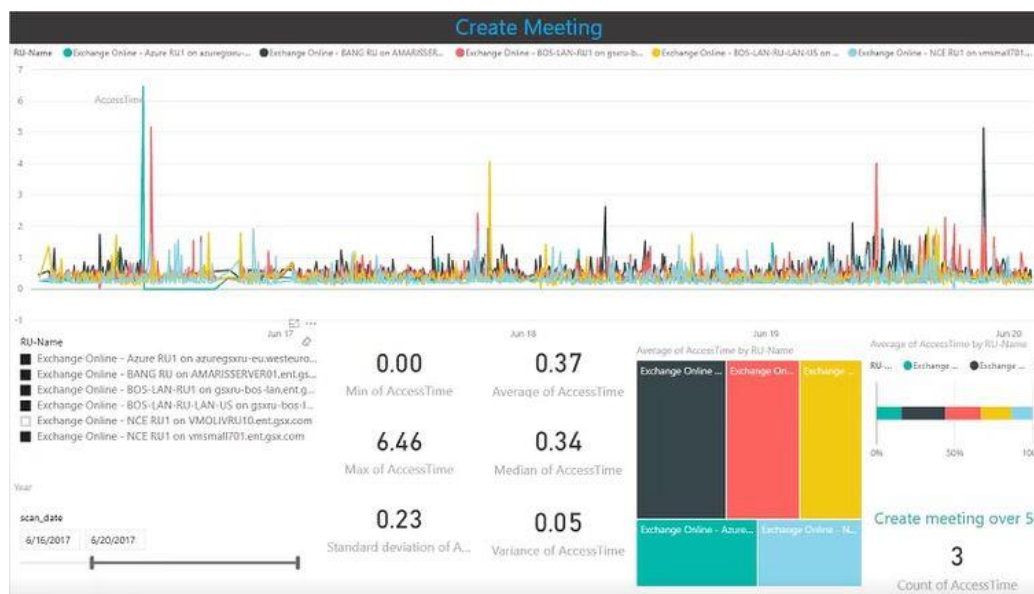 Create Meeting
RU-Name Exchange Online - Azure RU1 on azuregsxru-... Exchange Online - BANG RU on AMARISSER... Exchange Online - BOS-LAN-RU1 on gsxru-b... Exchange Online - BOS-LAN-RU-LAN-US on ... Exchange Online - NCE RU1 on vmsmall701....
7
AccessTime
6
5
4
3
2
1
0
-1
Jun 17 Jun 18 Jun 19 Jun 20
RU-Name
Exchange Online - Azure RU1 on azuregsxru-eu.westeuro...
Exchange Online - BANG RU on AMARISSERVER01.ent.gs...
Exchange Online - BOS-LAN-RU1 on gsxru-bos-lan.ent.g...
Exchange Online - BOS-LAN-RU-LAN-US on gsxru-bos-l...
Exchange Online - NCE RU1 on VMOLIVRU10.ent.gsx.com
Exchange Online - NCE RU1 on vmsmall701.ent.gsx.com
Year
scan_date
6/16/2017 6/20/2017
0.00
Min of AccessTime
0.37
Average of AccessTime
6.46
Max of AccessTime
0.34
Median of AccessTime
0.23
Standard deviation of A...
0.05
Variance of AccessTime
Average of AccessTime by RU-Name
Exchange Online ... Exchange On... Exchange ...
Exchange Online - Azure... Exchange Online - N...
Average of AccessTime by RU-Name
RU-... Exchange ... Exchange ...
0% 50% 100
Create meeting over 5
3
Count of AccessTime